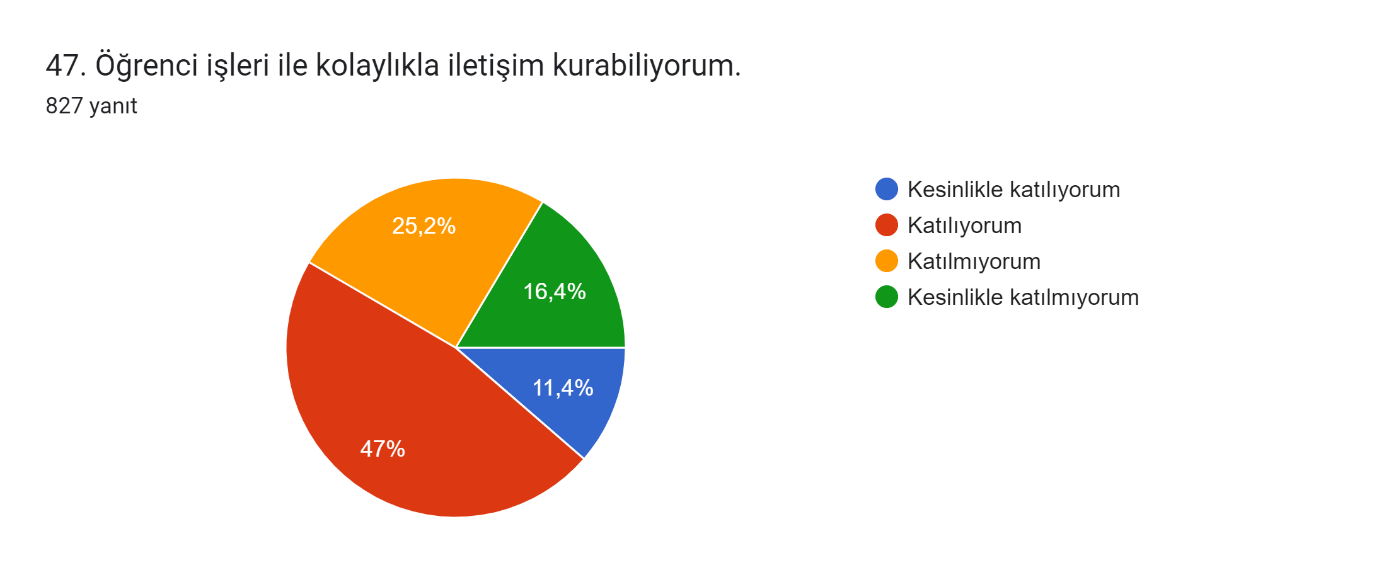 47. Öğrenci işleri ile kolaylıkla iletişim kurabiliyorum.
827 yanıt
25,2%
16,4%
11,4%
47%
Kesinlikle katılıyorum
Katılıyorum
Katılmıyorum
Kesinlikle katılmıyorum